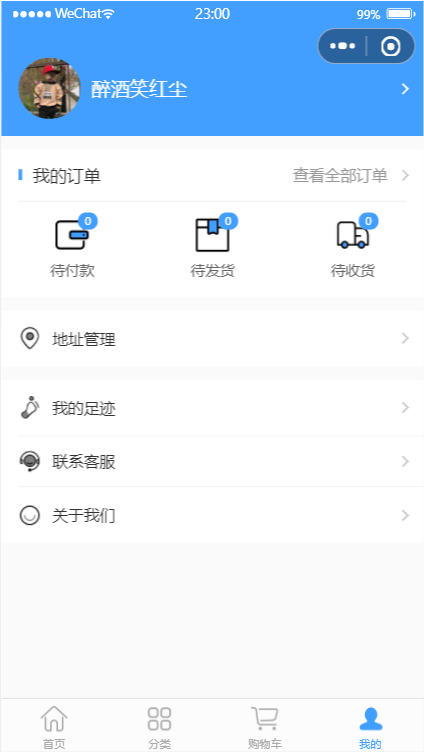 WeChat 23:00 99%
醉酒笑红尘
我的订单 查看全部订单
0 0 0
待付款 待发货 待收货
地址管理
我的足迹
联系客服
关于我们
首页 分类 购物车 我的